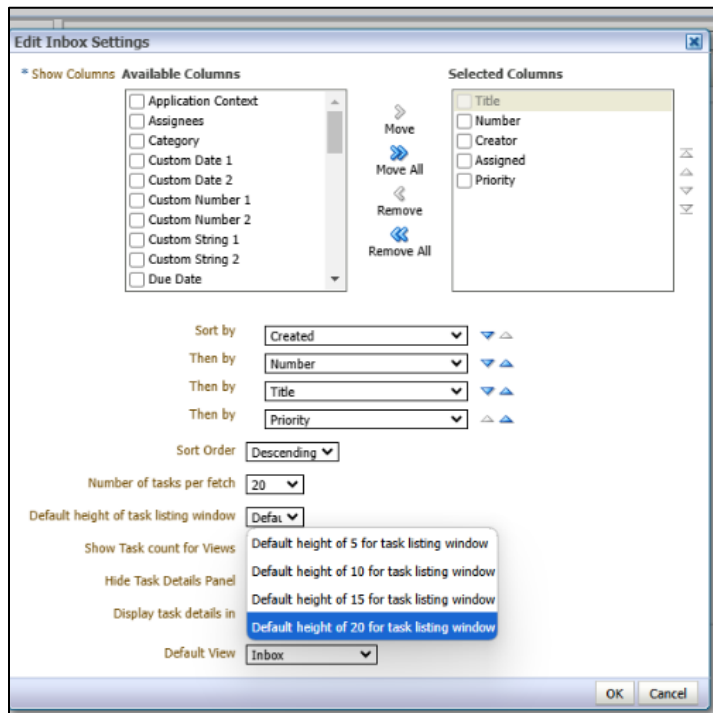 Edit Inbox Settings
* Show Columns Available Columns
Selected Columns
Application Context
Assignees
Category
Custom Date 1
Custom Date 2
Custom Number 1
Custom Number 2
Custom String 1
Custom String 2
Due Date
Move
Move All
Remove
Remove All
Title
Number
Creator
Assigned
Priority
Sort by Created
Then by Number
Then by Title
Then by Priority
Sort Order Descending
Number of tasks per fetch 20
Default height of task listing window Defau
Show Task count for Views
Hide Task Details Panel
Display task details in
Default height of 5 for task listing window
Default height of 10 for task listing window
Default height of 15 for task listing window
Default height of 20 for task listing window
Default View Inbox
OK Cancel